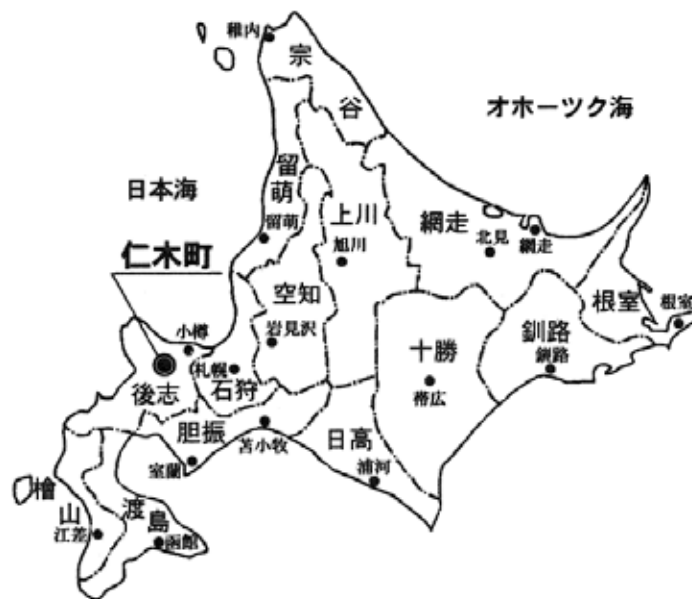 稚内
宗谷
オホーツク海
留萌
日本海
上川
網走
留萌
北見
網走
仁木町
旭川
空知
根室
根室
小樽
岩見沢
釧路
十勝
札幌
釧路
石狩
後志
帯広
胆振
苫小牧
日高
室蘭
浦河
檜山
渡島
江差
函館